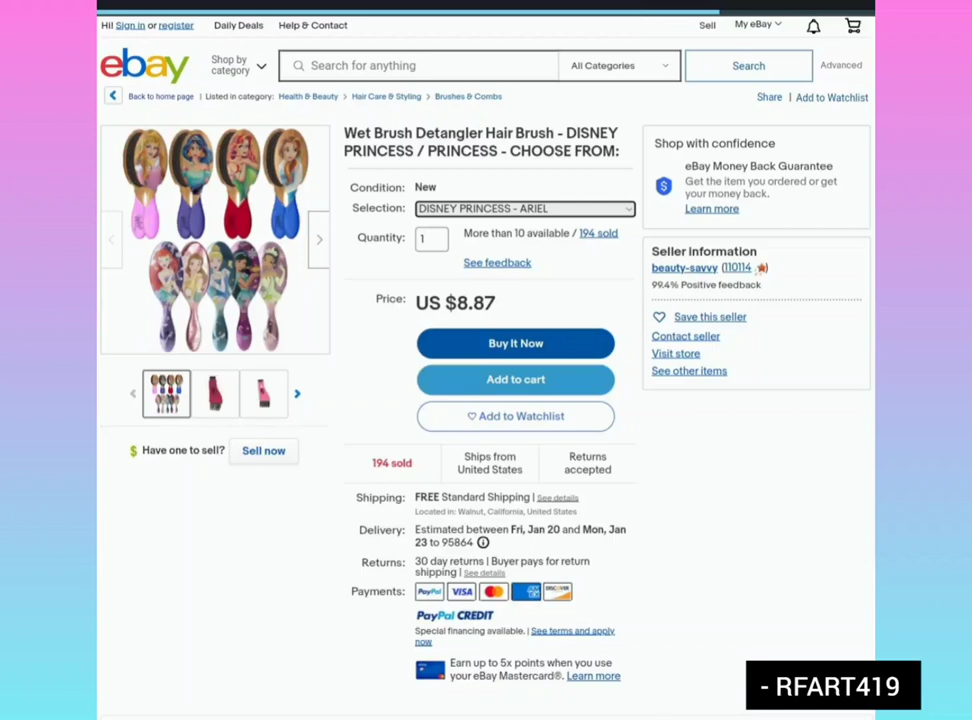 Hi! Sign in or register Daily Deals Help & Contact Sell My eBay
ebay Shop by category Search for anything All Categories Search Advanced
Back to home page | Listed in category: Health & Beauty > Hair Care & Styling > Brushes & Combs Share | Add to Watchlist
Wet Brush Detangler Hair Brush - DISNEY
PRINCESS / PRINCESS - CHOOSE FROM:
Condition: New
Selection: DISNEY PRINCESS - ARIEL
Quantity: 1 More than 10 available / 194 sold
See feedback
Price: US $8.87
Buy It Now
Add to cart
Add to Watchlist
Have one to sell? Sell now
194 sold
Ships from
United States
Returns
accepted
Shipping: FREE Standard Shipping | See details
Located in: Walnut, California, United States
Delivery: Estimated between Fri, Jan 20 and Mon, Jan
23 to 95864
Returns: 30 day returns | Buyer pays for return
shipping | See details
Payments: PayPal VISA DISCOVER
PayPal CREDIT
Special financing available. | See terms and apply
now
Earn up to 5x points when you use
your eBay Mastercard®. Learn more
Shop with confidence
eBay Money Back Guarantee
Get the item you ordered or get
your money back.
Learn more
Seller information
beauty-savvy (110114)
99.4% Positive feedback
Save this seller
Contact seller
Visit store
See other items
- RFART419